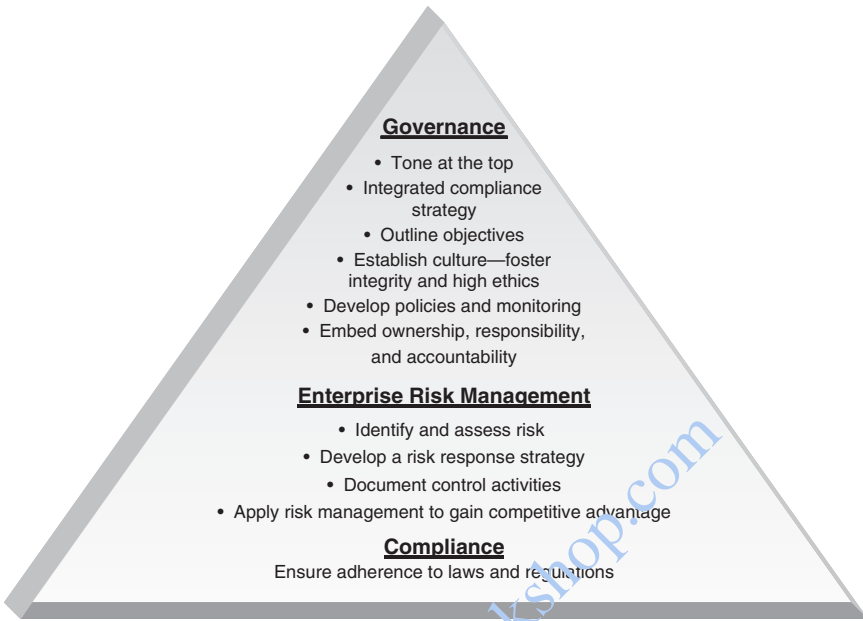 Governance
• Tone at the top
• Integrated compliance
strategy
• Outline objectives
• Establish culture—foster
integrity and high ethics
• Develop policies and monitoring
• Embed ownership, responsibility,
and accountability
Enterprise Risk Management
• Identify and assess risk
• Develop a risk response strategy
• Document control activities
• Apply risk management to gain competitive advantage
Compliance
Ensure adherence to laws and regulations
kshop.com